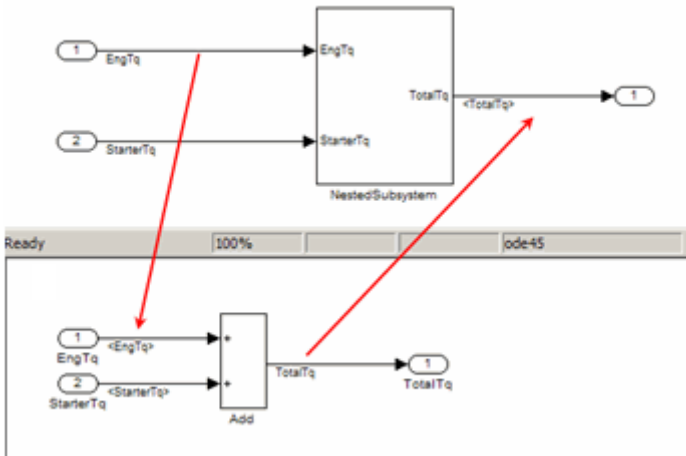 1
EngTq
EngTq
TotalTq
<TotalTq>
1
2
StarterTq
StarterTq
NestedSubsystem
Ready
100%
ode45
1
<EngTq>
+
EngTq
TotalTq
1
TotalTq
2
<StarterTq>
+
StarterTq
Add